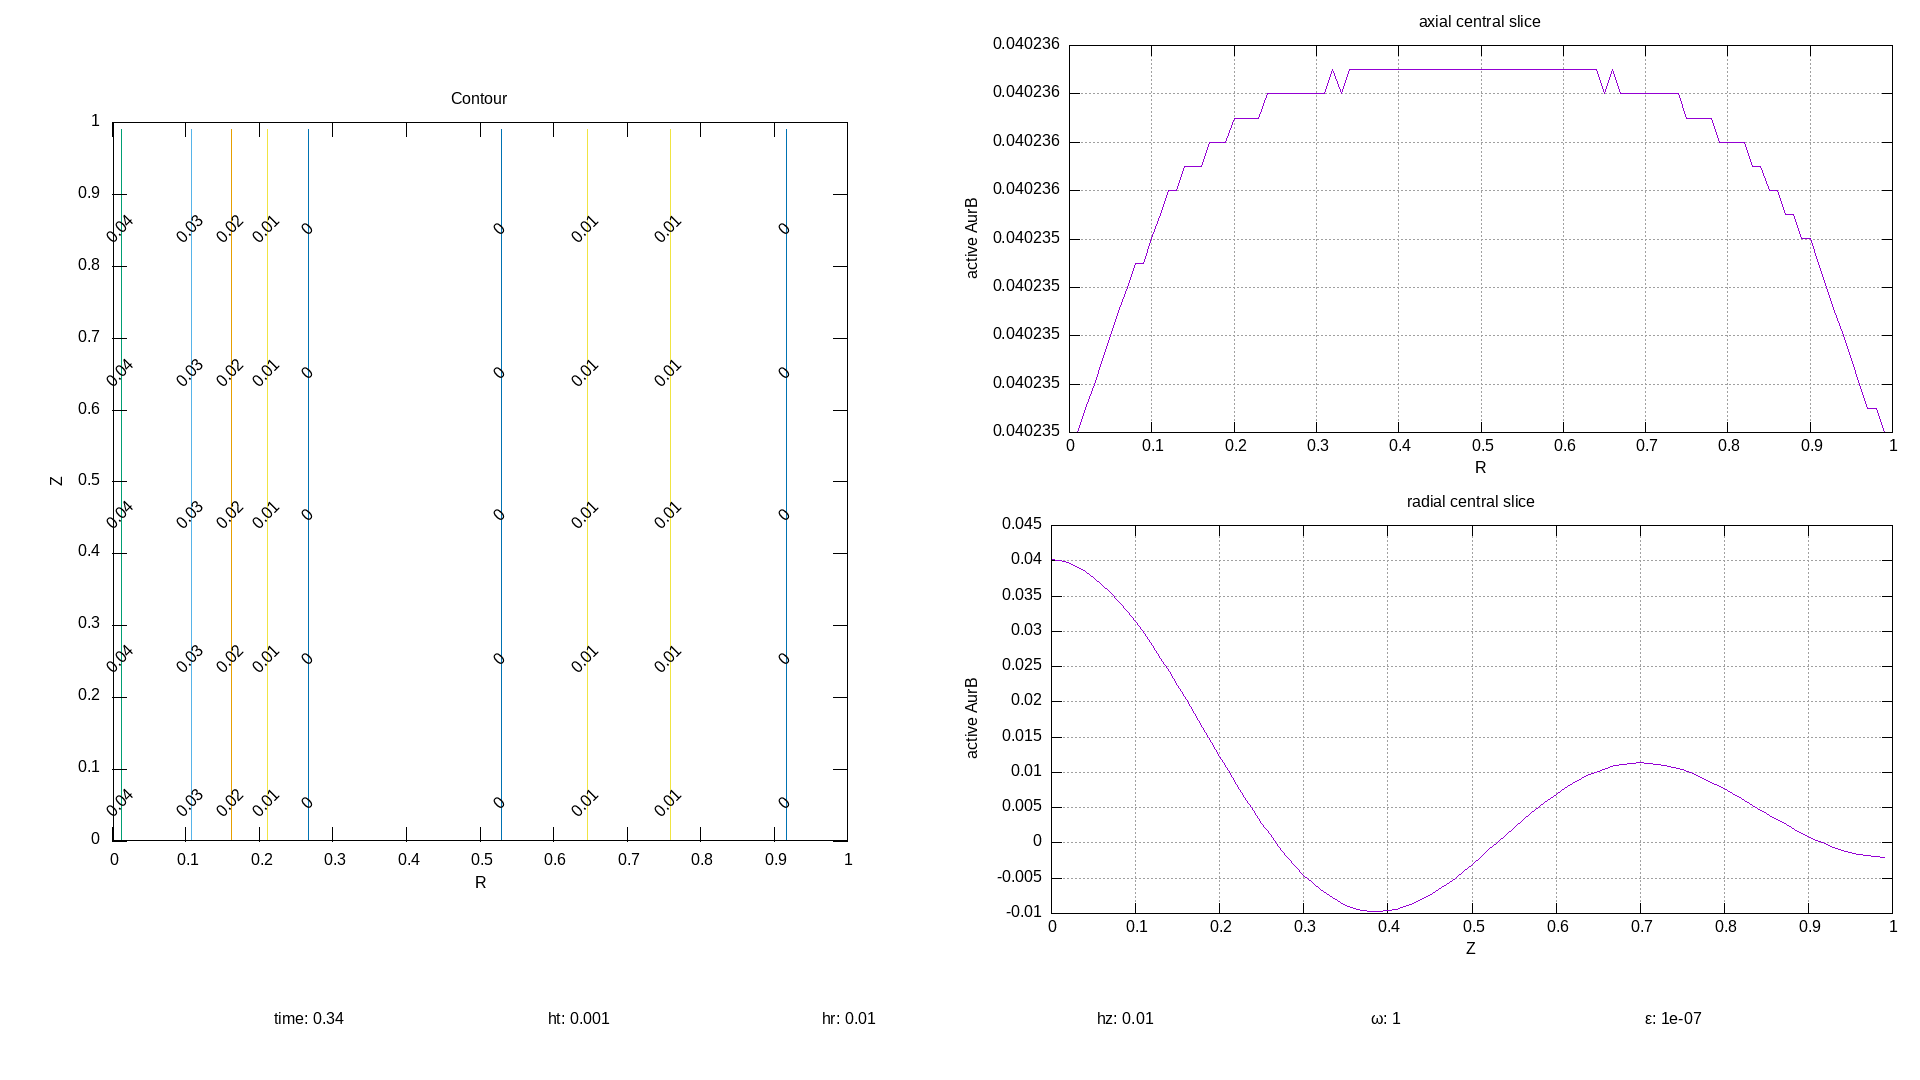 Contour
1
0.9
0.8
0.7
0.6
0.5
0.4
0.3
0.2
0.1
0
Z
0.04 0.03 0.02 0.01 0 0 0.01 0.01 0
0.04 0.03 0.02 0.01 0 0 0.01 0.01 0
0.04 0.03 0.02 0.01 0 0 0.01 0.01 0
0.04 0.03 0.02 0.01 0 0 0.01 0.01 0
0.04 0.03 0.02 0.01 0 0 0.01 0.01 0
0 0.1 0.2 0.3 0.4 0.5 0.6 0.7 0.8 0.9 1
R
axial central slice
0.040236
0.040236
0.040236
0.040236
0.040235
0.040235
0.040235
0.040235
0.040235
active AurB
0 0.1 0.2 0.3 0.4 0.5 0.6 0.7 0.8 0.9 1
R
radial central slice
0.045
0.04
0.035
0.03
0.025
0.02
0.015
0.01
0.005
0
-0.005
-0.01
active AurB
0 0.1 0.2 0.3 0.4 0.5 0.6 0.7 0.8 0.9 1
Z
time: 0.34 ht: 0.001 hr: 0.01 hz: 0.01 ω: 1 ε: 1e-07